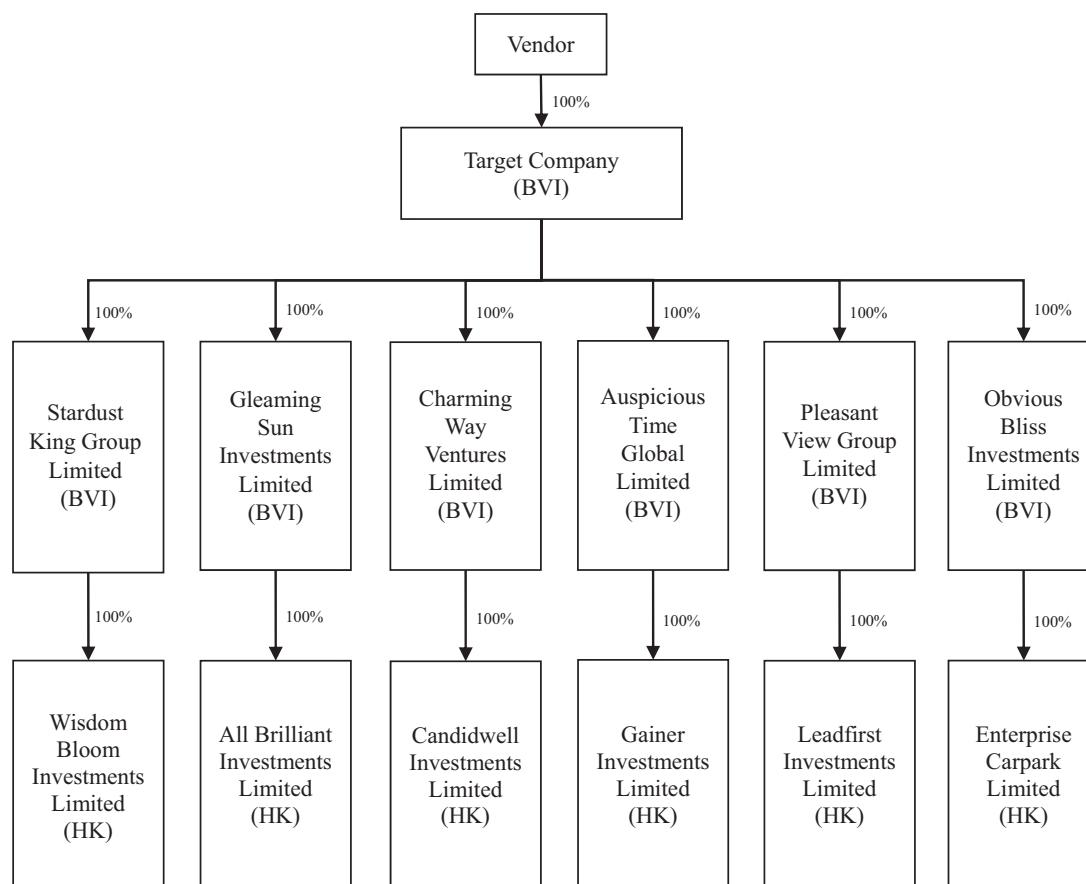 Vendor
100%
Target Company
(BVI)
100%
100%
100%
100%
100%
100%
Stardust
King Group
Limited
(BVI)
Gleaming
Sun
Investments
Limited
(BVI)
Charming
Way
Ventures
Limited
(BVI)
Auspicious
Time
Global
Limited
(BVI)
Pleasant
View Group
Limited
(BVI)
Obvious
Bliss
Investments
Limited
(BVI)
100%
100%
100%
100%
100%
100%
Wisdom
Bloom
Investments
Limited
(HK)
All Brilliant
Investments
Limited
(HK)
Candidwell
Investments
Limited
(HK)
Gainer
Investments
Limited
(HK)
Leadfirst
Investments
Limited
(HK)
Enterprise
Carpark
Limited
(HK)